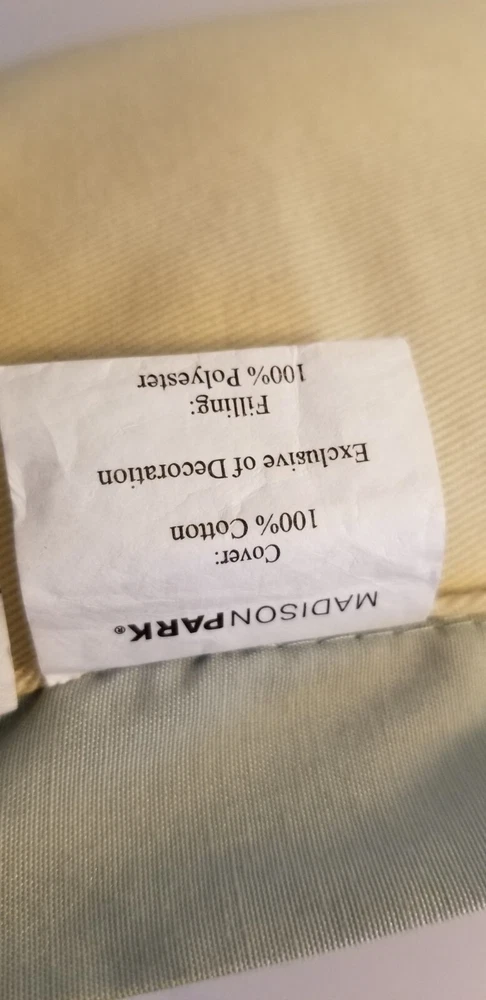 MADISONPARK®
Cover:
100% Cotton
Exclusive of Decoration
Filling:
100% Polyester